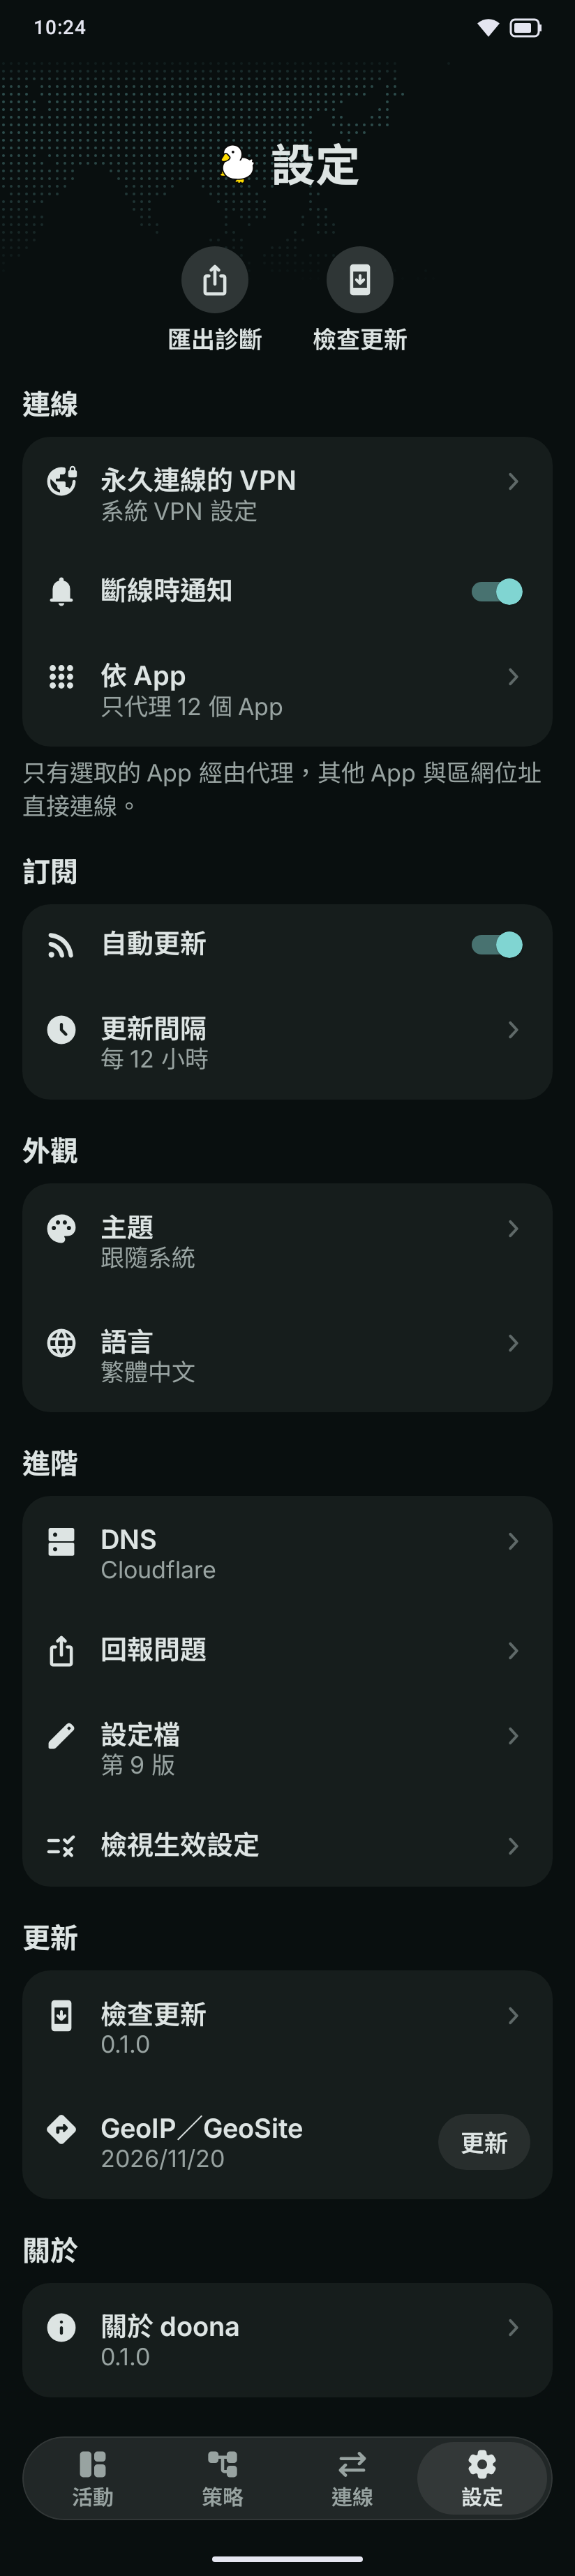 10:24
設定
匯出診斷
檢查更新
連線
永久連線的 VPN
系統 VPN 設定
斷線時通知
依 App
只代理 12 個 App
只有選取的 App 經由代理，其他 App 與區網位址
直接連線。
訂閱
自動更新
更新間隔
每 12 小時
外觀
主題
跟隨系統
語言
繁體中文
進階
DNS
Cloudflare
回報問題
設定檔
第 9 版
檢視生效設定
更新
檢查更新
0.1.0
GeoIP／GeoSite
2026/11/20
更新
關於
關於 doona
0.1.0
活動
策略
連線
設定